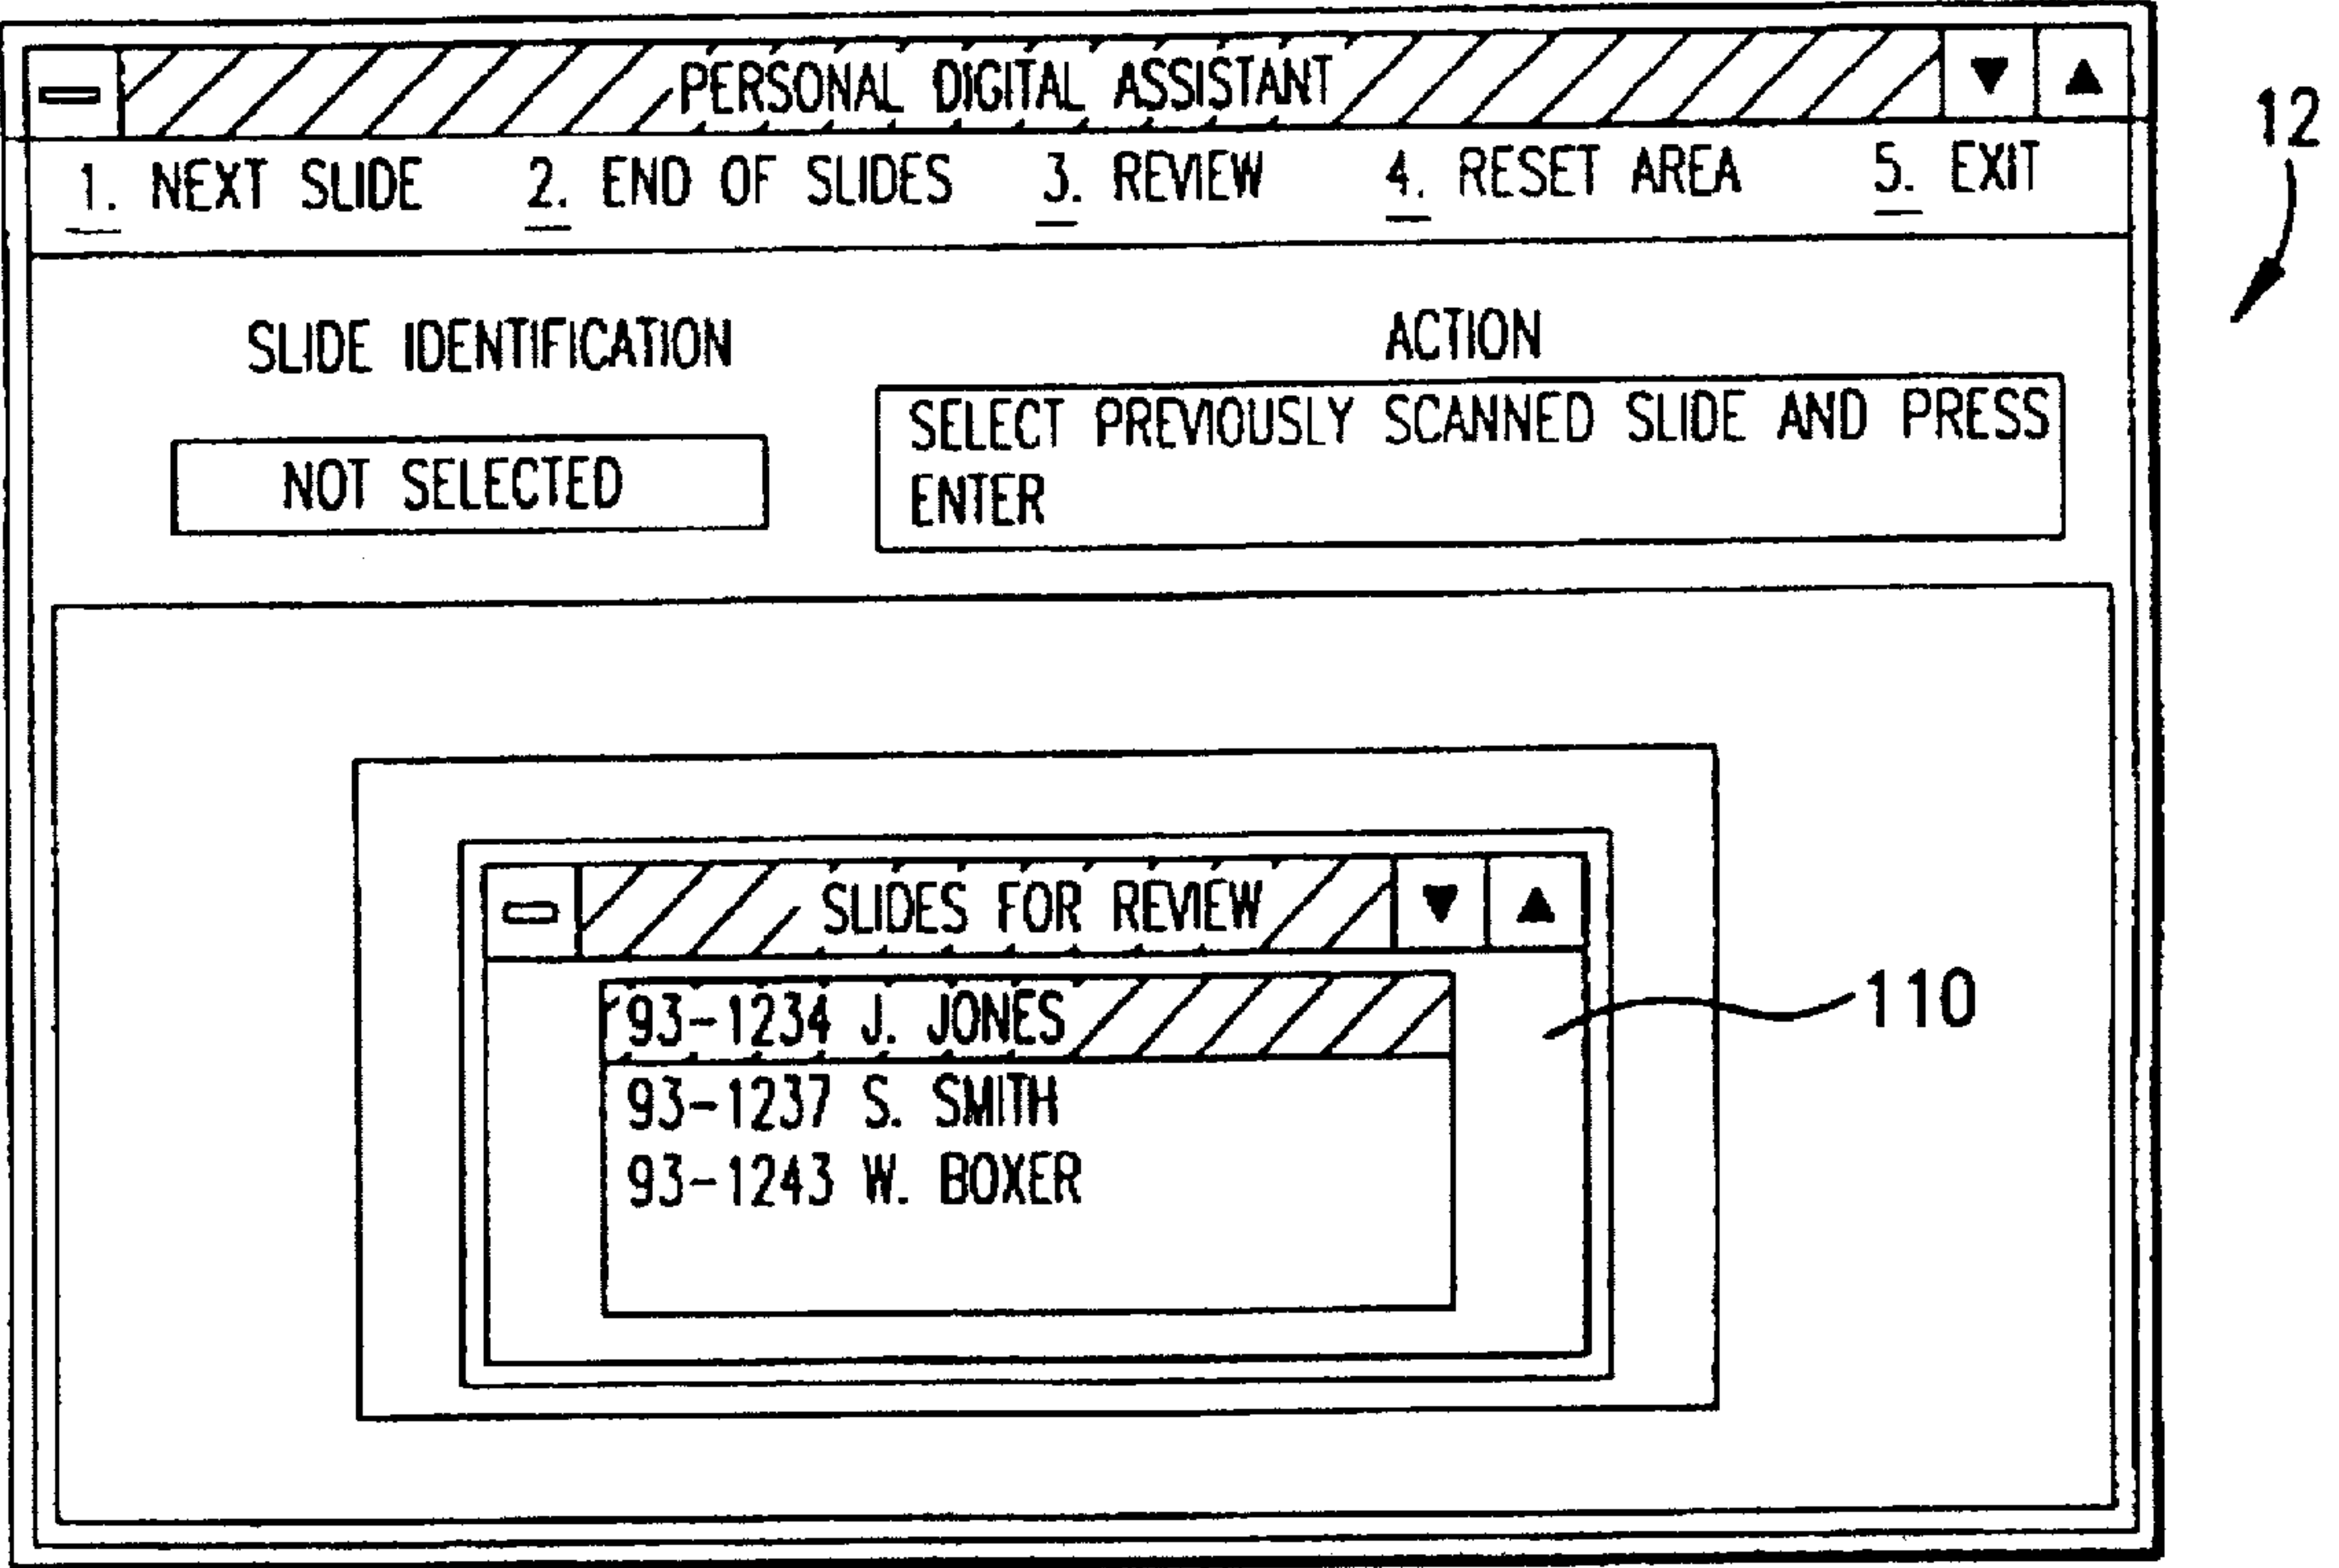 PERSONAL DIGITAL ASSISTANT
12
1. NEXT SLIDE 2. END OF SLIDES 3. REVIEW 4. RESET AREA 5. EXIT
SLIDE IDENTIFICATION
ACTION
NOT SELECTED
SELECT PREVIOUSLY SCANNED SLIDE AND PRESS
ENTER
SLIDES FOR REVIEW
93-1234 J. JONES
110
93-1237 S. SMITH
93-1243 W. BOXER